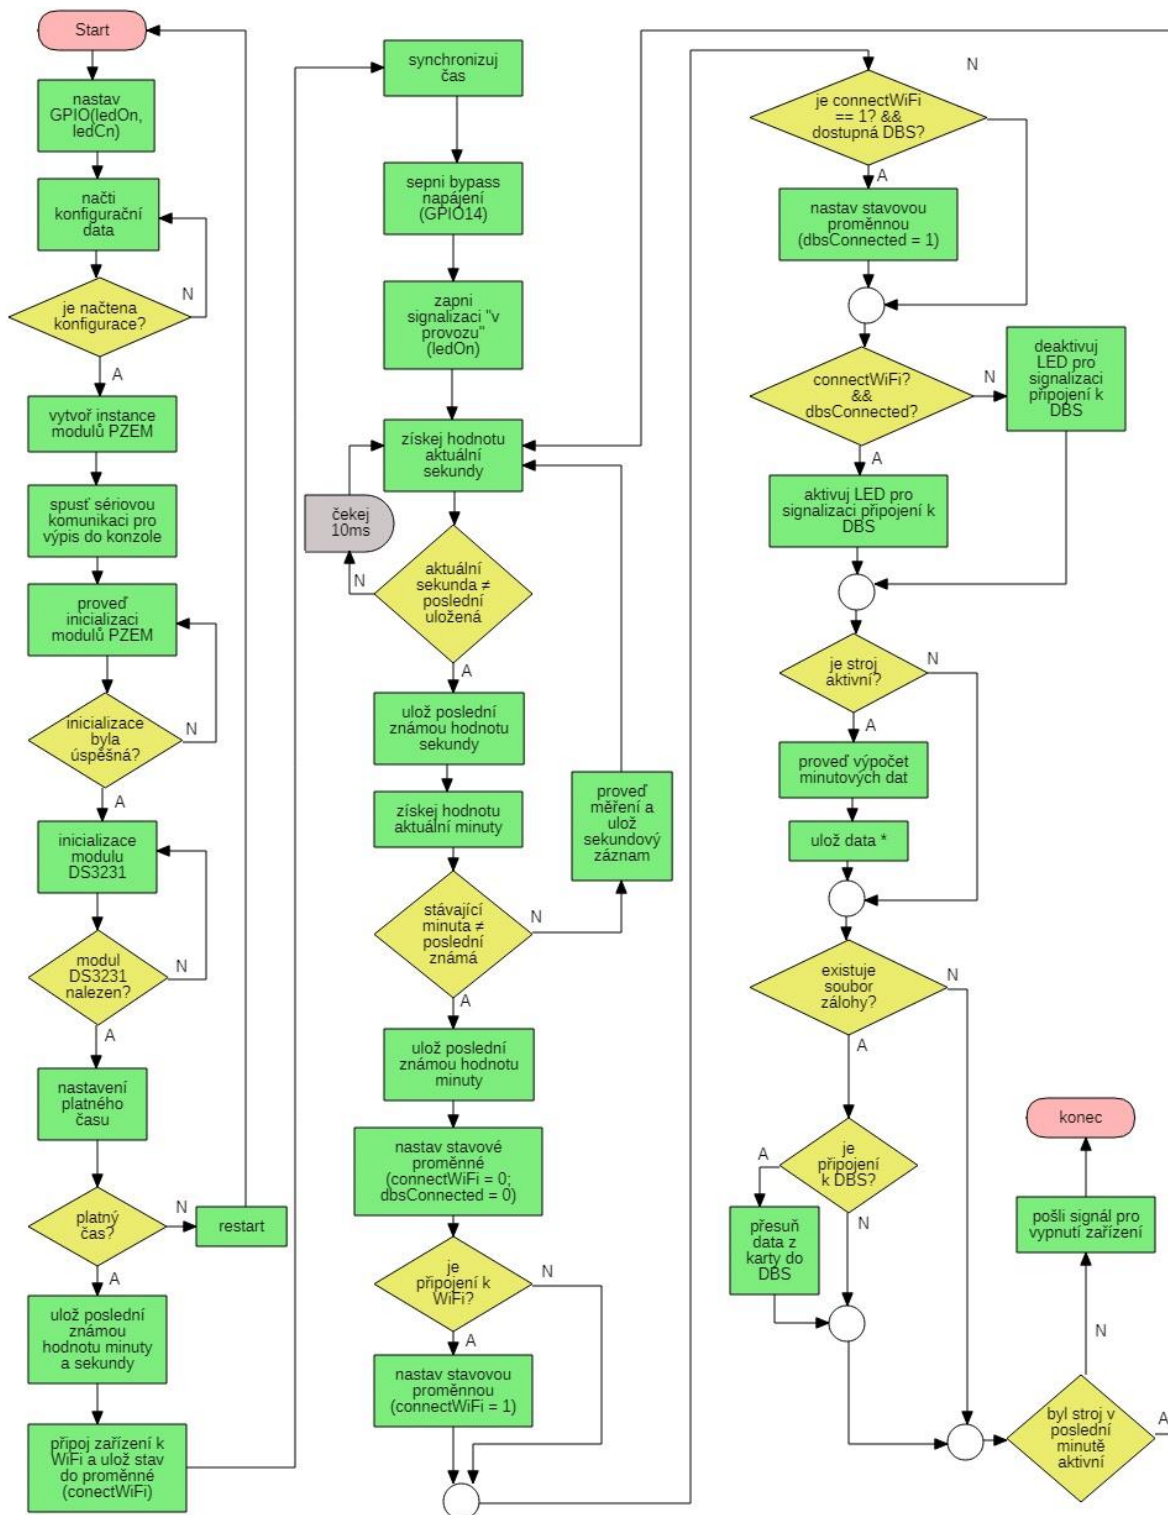 Start
nastav
GPIO(ledOn,
ledCn)
načti
konfigurační
data
je načtena
konfigurace?
N
A
vytvoř instance
modulů PZEM
spusť sériovou
komunikaci pro
výpis do konzole
proveď
inicializaci
modulů PZEM
inicializace
byla
úspěšná?
N
A
inicializace
modulu
DS3231
modul
DS3231
nalezen?
N
A
nastavení
platného
času
platný
čas?
N
restart
A
ulož poslední
známou
hodnotu minuty
a sekundy
připoj zařízení k
WiFi a ulož stav
do proměnné
(conectWiFi)
synchronizuj
čas
sepni bypass
napájení
(GPIO14)
zapni
signalizaci "v
provozu"
(ledOn)
získej hodnotu
aktuální
sekundy
čekej
10ms
aktuální
sekunda ≠
poslední
uložená
N
A
ulož poslední
známou hodnotu
sekundy
získej hodnotu
aktuální minuty
proveď
měření a
ulož
sekundový
záznam
stávající
minuta ≠
poslední
známá
N
A
ulož poslední
známou hodnotu
minuty
nastav stavové
proměnné
(connectWiFi = 0;
dbsConnected = 0)
je
připojení k
WiFi?
N
A
nastav stavovou
proměnnou
(connectWiFi = 1)
je connectWiFi
== 1? &&
dostupná DBS?
N
A
nastav stavovou
proměnnou
(dbsConnected = 1)
connectWiFi?
&&
dbsConnected?
N
deaktivuj
LED pro
signalizaci
připojení k
DBS
A
aktivuj LED pro
signalizaci připojení k
DBS
je stroj
aktivní?
N
A
proveď výpočet
minutových dat
ulož data *
existuje
soubor
zálohy?
N
A
je
připojení
k DBS?
A
N
přesuň
data z
karty do
DBS
konec
pošli signál pro
vypnutí zařízení
N
byl stroj v
poslední
minutě
aktivní
A